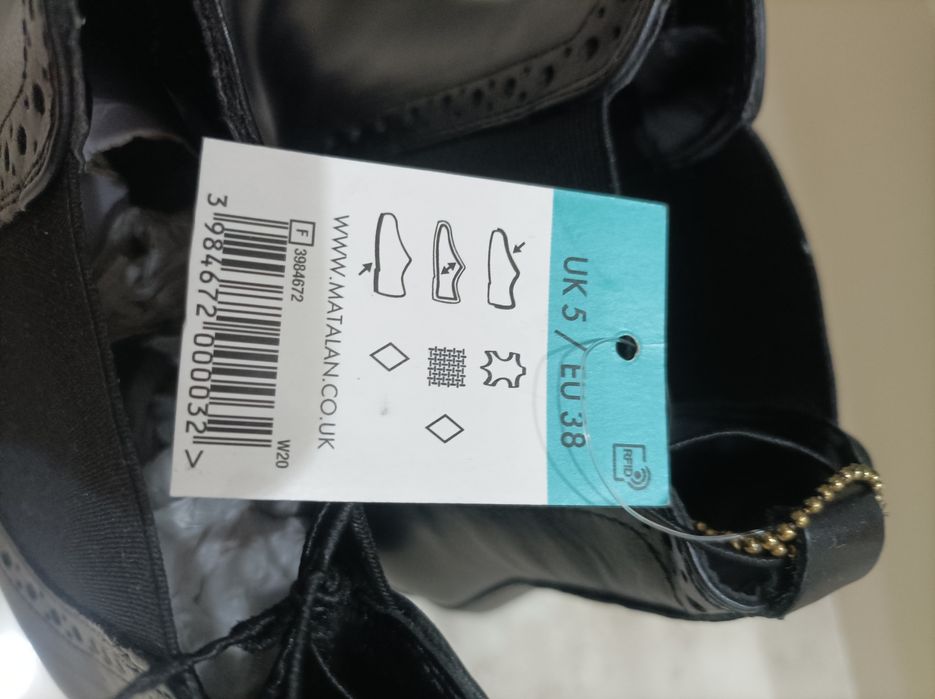 UK 5 / EU 38
RFID
WWW.MATALAN.CO.UK
F 3984672
W20
3 984672 000032 >